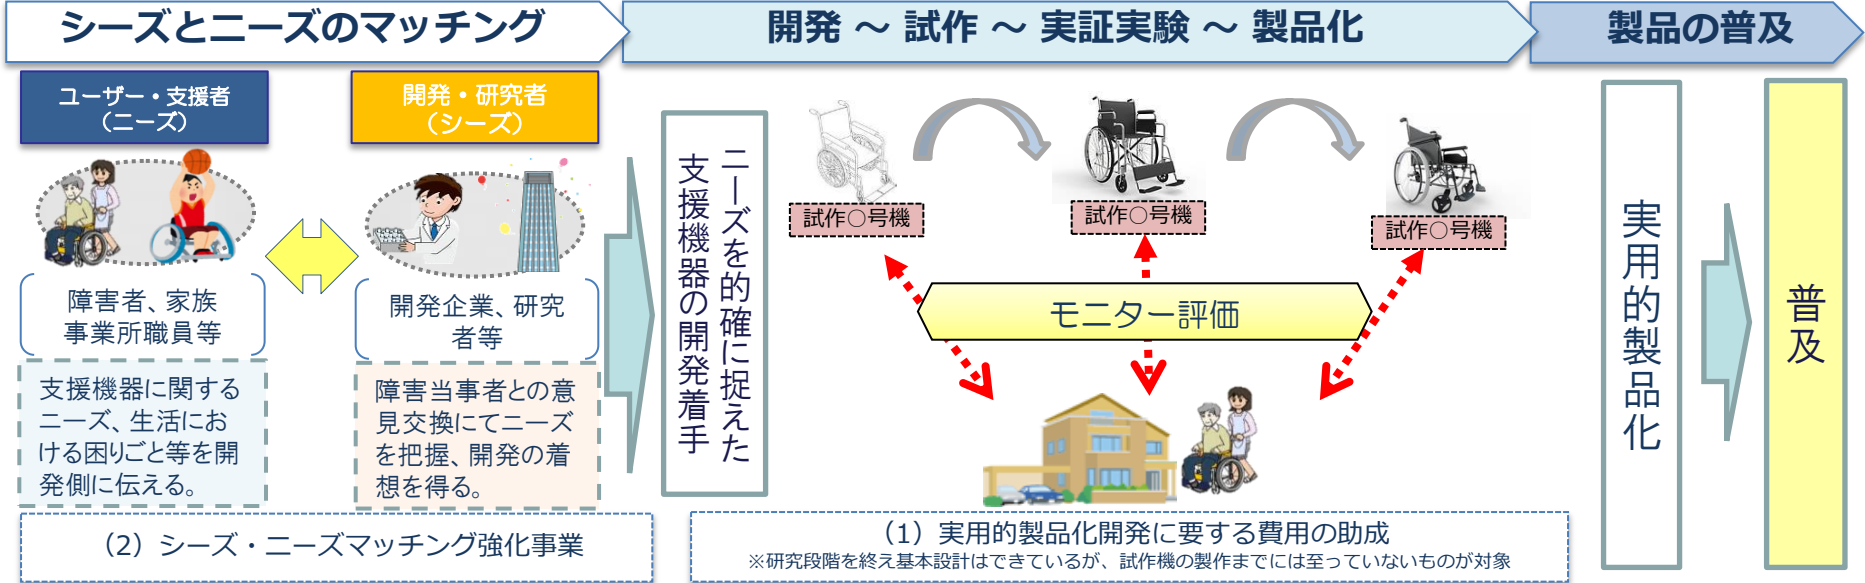 シーズとニーズのマッチング
開発 ～ 試作 ～ 実証実験 ～ 製品化
製品の普及
ユーザー・支援者
（ニーズ）
開発・研究者
（シーズ）
障害者、家族
事業所職員等
開発企業、研究
者等
支援機器に関する
ニーズ、生活にお
ける困りごと等を開
発側に伝える。
障害当事者との意
見交換にてニーズ
を把握、開発の着
想を得る。
（2）シーズ・ニーズマッチング強化事業
ニーズを的確に捉えた
支援機器の開発着手
試作○号機
試作○号機
試作○号機
モニター評価
（1）実用的製品化開発に要する費用の助成
※研究段階を終え基本設計はできているが、試作機の製作までには至っていないものが対象
実用的製品化
普及